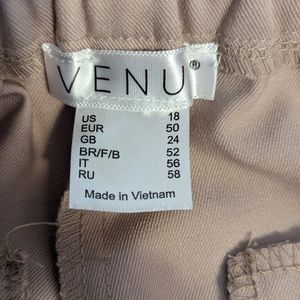 VENU®
US 18
EUR 50
GB 24
BR/F/B 52
IT 56
RU 58
Made in Vietnam